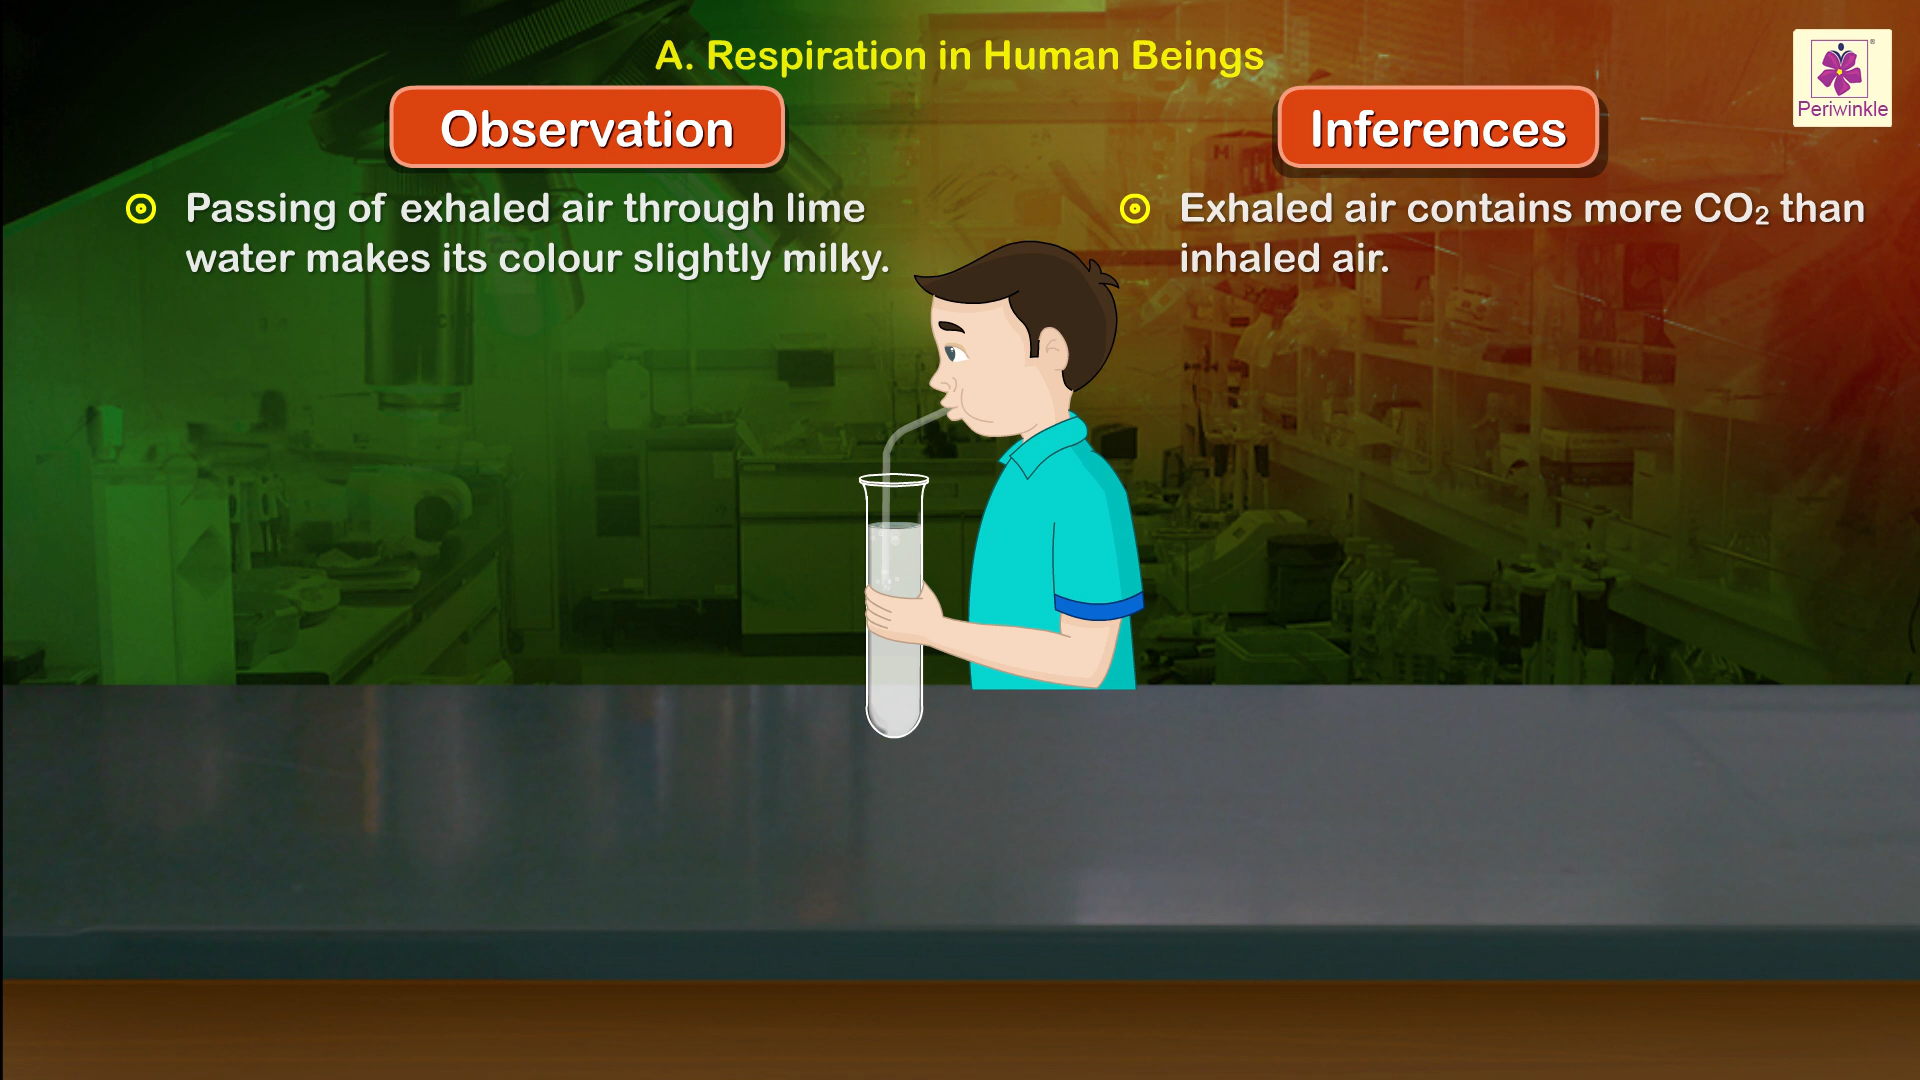 A. Respiration in Human Beings
Observation
Passing of exhaled air through lime
water makes its colour slightly milky.
Inferences
Exhaled air contains more CO₂ than
inhaled air.
Periwinkle